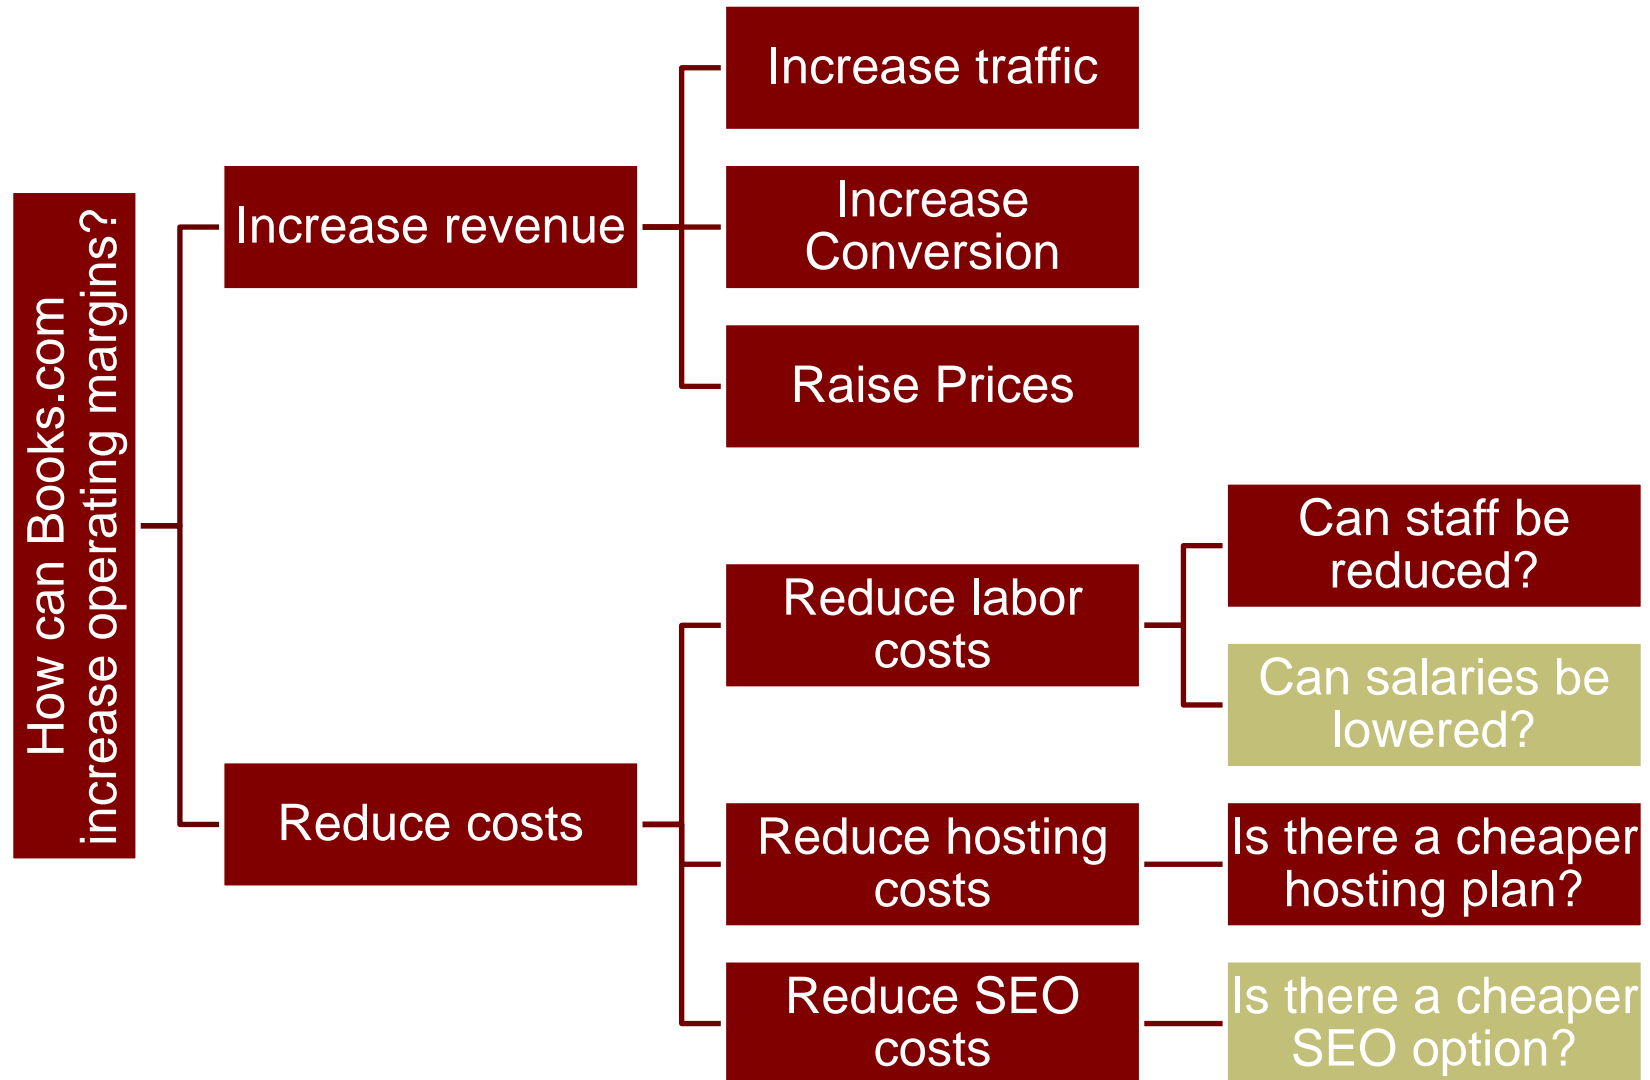 How can Books.com
increase operating margins?
Increase revenue
Increase traffic
Increase
Conversion
Raise Prices
Reduce costs
Reduce labor
costs
Can staff be
reduced?
Can salaries be
lowered?
Reduce hosting
costs
Is there a cheaper
hosting plan?
Reduce SEO
costs
Is there a cheaper
SEO option?